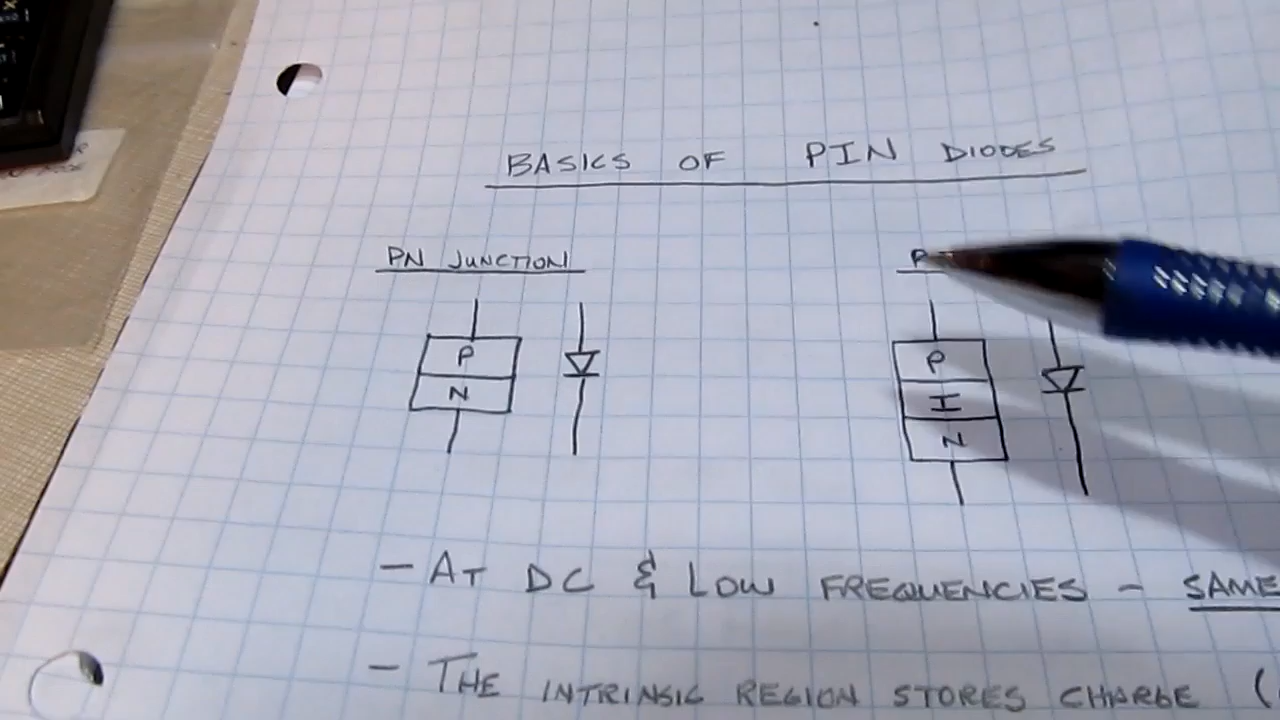 BASICS OF PIN DIODES
PN JUNCTION P
P P
N I
N
- AT DC & LOW FREQUENCIES - SAME
- THE INTRINSIC REGION STORES CHARGE (